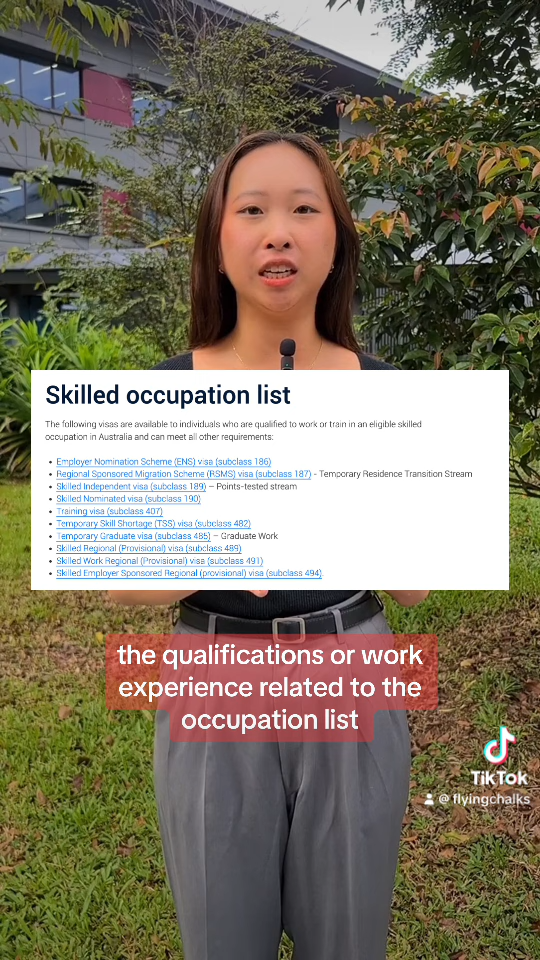 Skilled occupation list
The following visas are available to individuals who are qualified to work or train in an eligible skilled
occupation in Australia and can meet all other requirements:
• Employer Nomination Scheme (ENS) visa (subclass 186)
• Regional Sponsored Migration Scheme (RSMS) visa (subclass 187) - Temporary Residence Transition Stream
• Skilled Independent visa (subclass 189) – Points-tested stream
• Skilled Nominated visa (subclass 190)
• Training visa (subclass 407)
• Temporary Skill Shortage (TSS) visa (subclass 482)
• Temporary Graduate visa (subclass 485) – Graduate Work
• Skilled Regional (Provisional) visa (subclass 489)
• Skilled Work Regional (Provisional) visa (subclass 491)
• Skilled Employer Sponsored Regional (provisional) visa (subclass 494).
the qualifications or work
experience related to the
occupation list
TikTok
@ flyingchalks